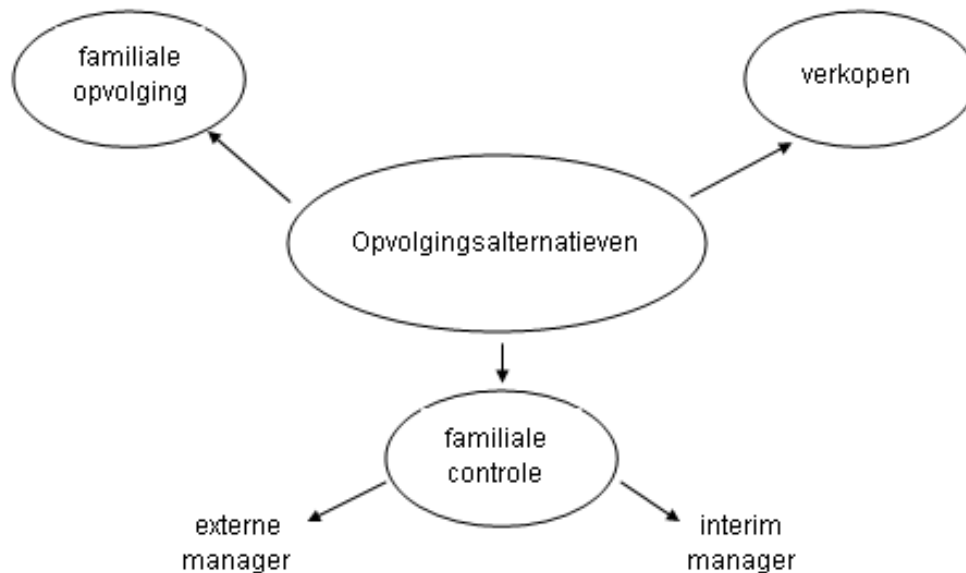 familiale
opvolging
verkopen
Opvolgingsalternatieven
familiale
controle
externe
manager
interim
manager